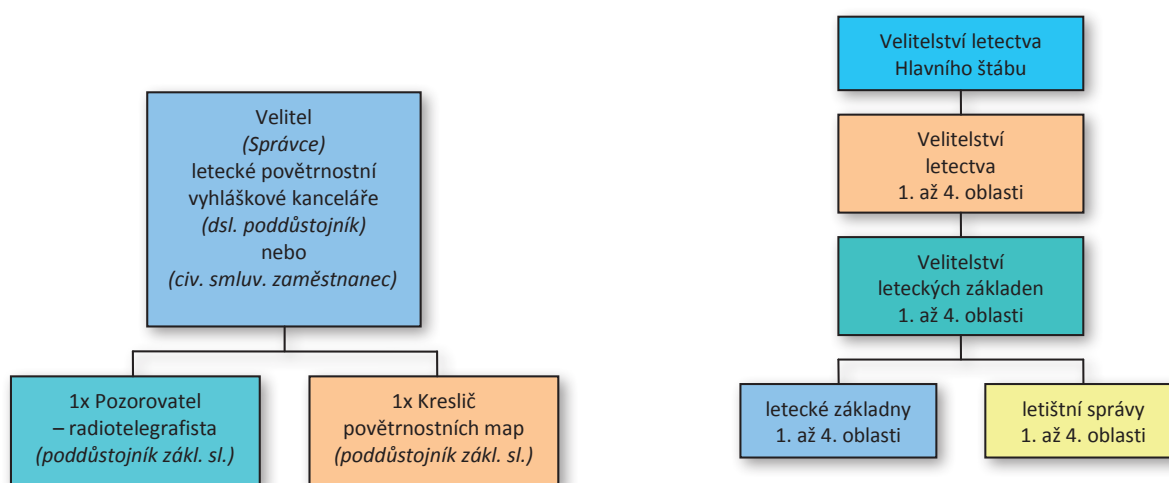 Velitel
(Správce)
letecké povětrnostní
vyhláškové kanceláře
(dsl. poddůstojník)
nebo
(civ. smluv. zaměstnanec)
1x Pozorovatel
– radiotelegrafista
(poddůstojník zákl. sl.)
1x Kreslič
povětrnostních map
(poddůstojník zákl. sl.)
Velitelství letectva
Hlavního štábu
Velitelství
letectva
1. až 4. oblasti
Velitelství
leteckých základen
1. až 4. oblasti
letecké základny
1. až 4. oblasti
letištní správy
1. až 4. oblasti